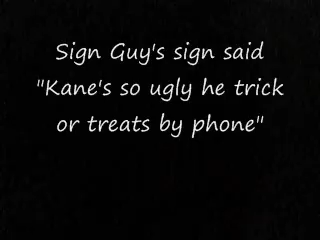 Sign Guy's sign said
"Kane's so ugly he trick
or treats by phone"